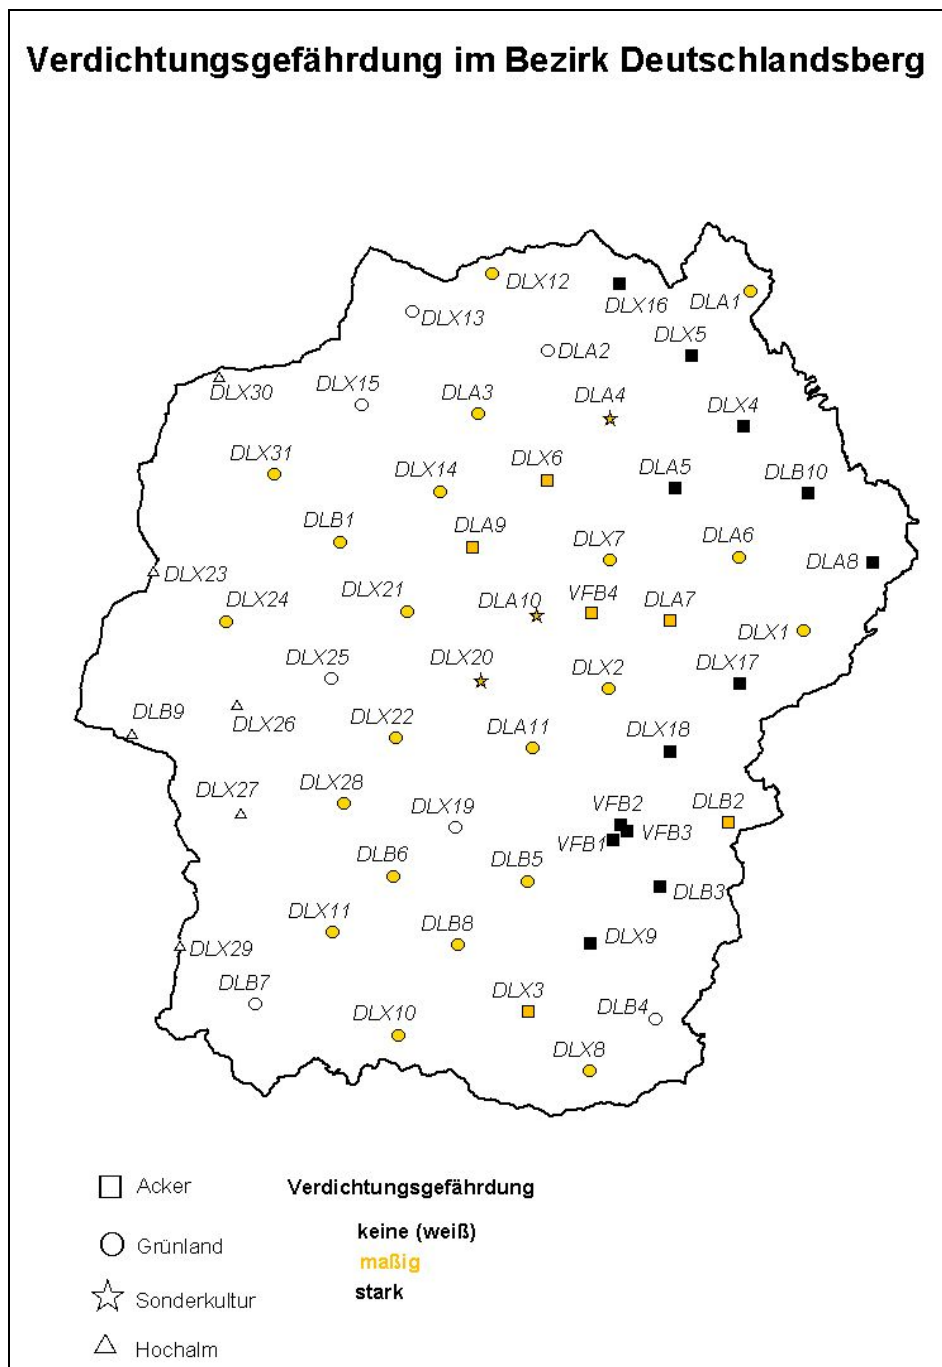 Verdichtungsgefährdung im Bezirk Deutschlandsberg
DLX12
DLX16
DLA1
DLX13
DLX5
DLA2
DLX30
DLX15
DLA3
DLA4
DLX4
DLX31
DLX14
DLX6
DLA5
DLB10
DLB1
DLA9
DLX7
DLA6
DLA8
DLX23
DLX24
DLX21
DLA10
VFB4
DLA7
DLX1
DLX25
DLX20
DLX2
DLX17
DLB9
DLX26
DLX22
DLA11
DLX18
DLX27
DLX28
DLX19
VFB2
DLB2
VFB1
VFB3
DLB6
DLB5
DLB3
DLX11
DLB8
DLX9
DLX29
DLB7
DLX10
DLX3
DLB4
DLX8
Acker
Verdichtungsgefährdung
keine (weiß)
Grünland
maßig
stark
Sonderkultur
Hochalm